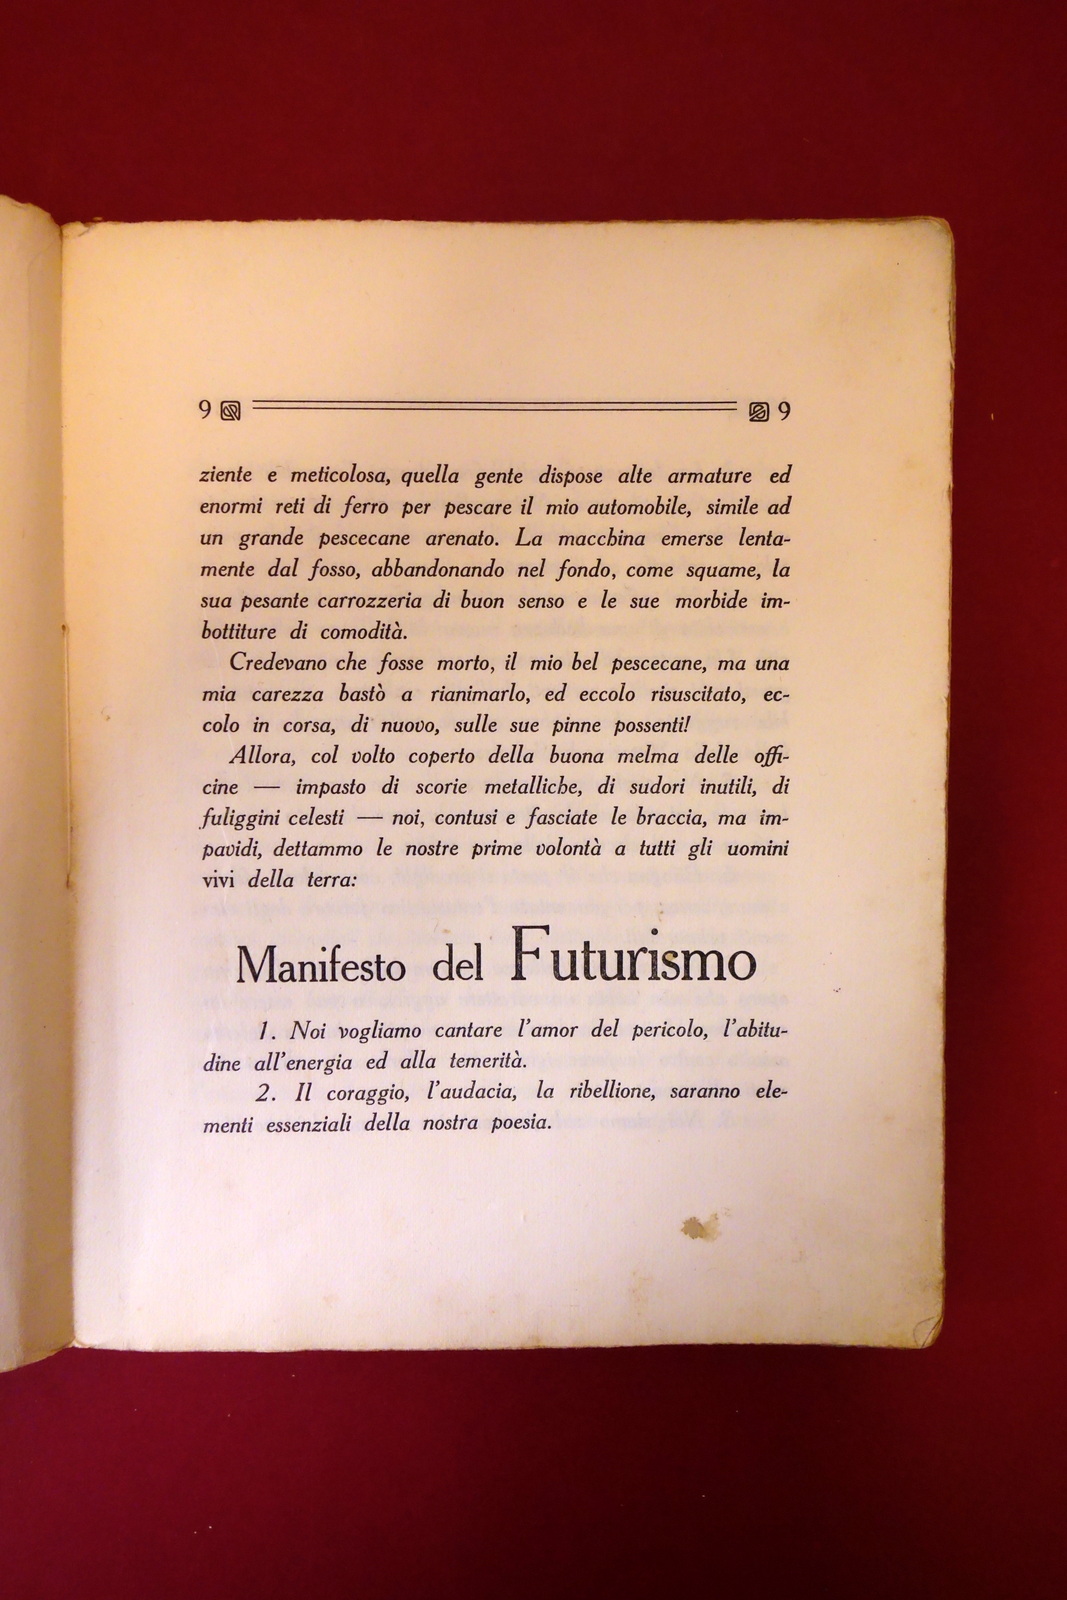 9 9
ziente e meticolosa, quella gente dispose alte armature ed
enormi reti di ferro per pescare il mio automobile, simile ad
un grande pescecane arenato. La macchina emerse lenta-
mente dal fosso, abbandonando nel fondo, come squame, la
sua pesante carrozzeria di buon senso e le sue morbide im-
bottiture di comodità.
Credevano che fosse morto, il mio bel pescecane, ma una
mia carezza bastò a rianimarlo, ed eccolo risuscitato, ec-
colo in corsa, di nuovo, sulle sue pinne possenti!
Allora, col volto coperto della buona melma delle offi-
cine — impasto di scorie metalliche, di sudori inutili, di
fuliggini celesti — noi, contusi e fasciate le braccia, ma im-
pavidi, dettammo le nostre prime volontà a tutti gli uomini
vivi della terra:
Manifesto del Futurismo
1. Noi vogliamo cantare l'amor del pericolo, l'abitu-
dine all'energia ed alla temerità.
2. Il coraggio, l'audacia, la ribellione, saranno ele-
menti essenziali della nostra poesia.